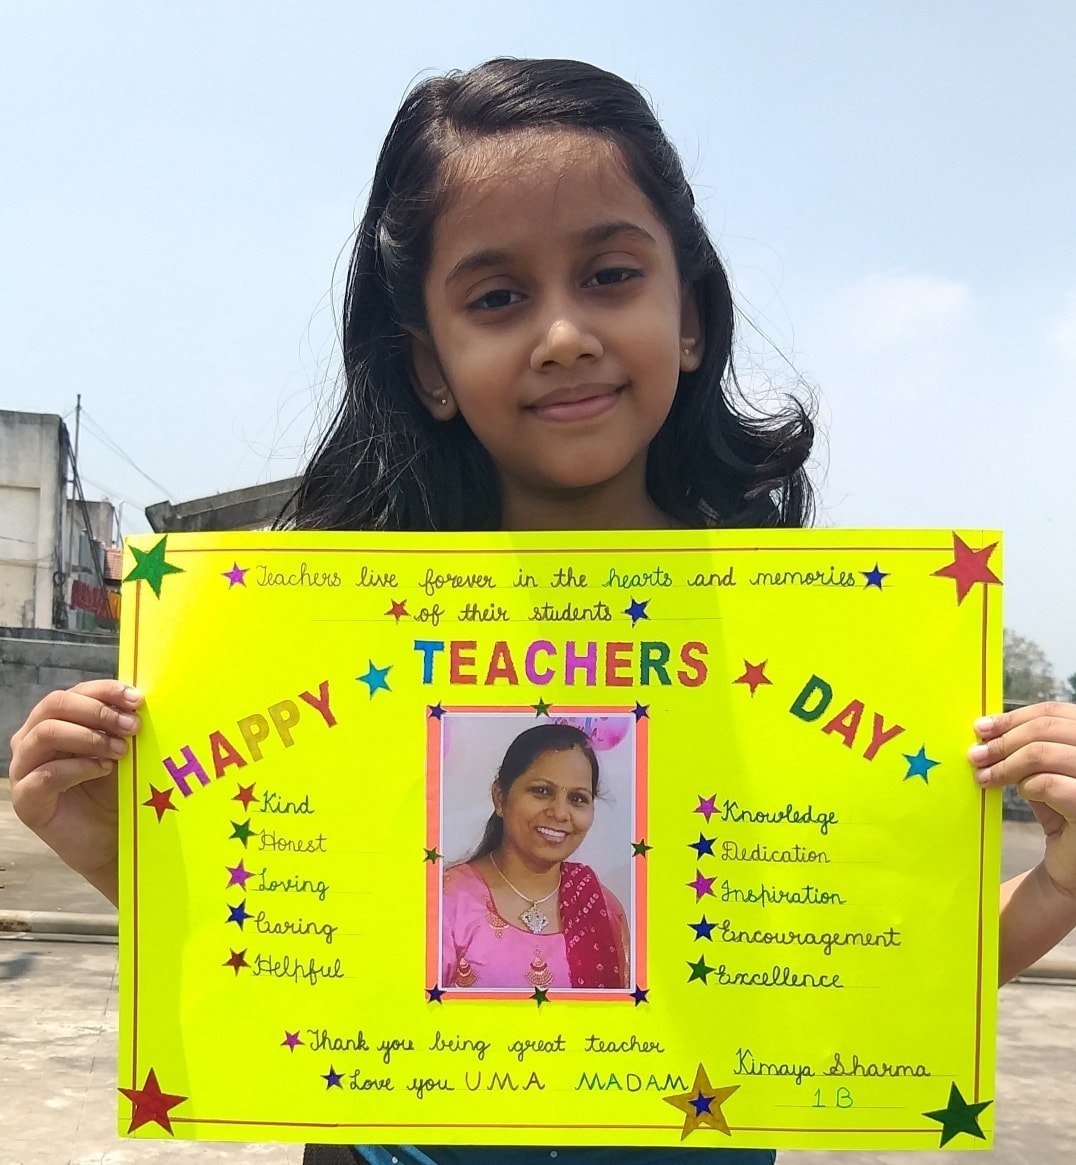 Teachers live forever in the hearts and memories
of their students
HAPPY TEACHERS DAY
Kind
Honest
Loving
Caring
Helpful
Knowledge
Dedication
Inspiration
Encouragement
Excellence
Thank you being great teacher
Love you UMA MADAM
Kimaya Sharma
1 B